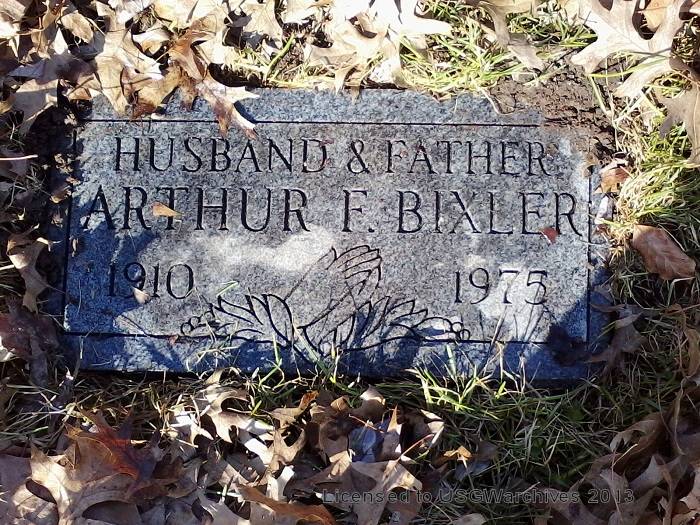 HUSBAND & FATHER
ARTHUR F. BIXLER
1910 1975
Licensed to USGWarchives 2013